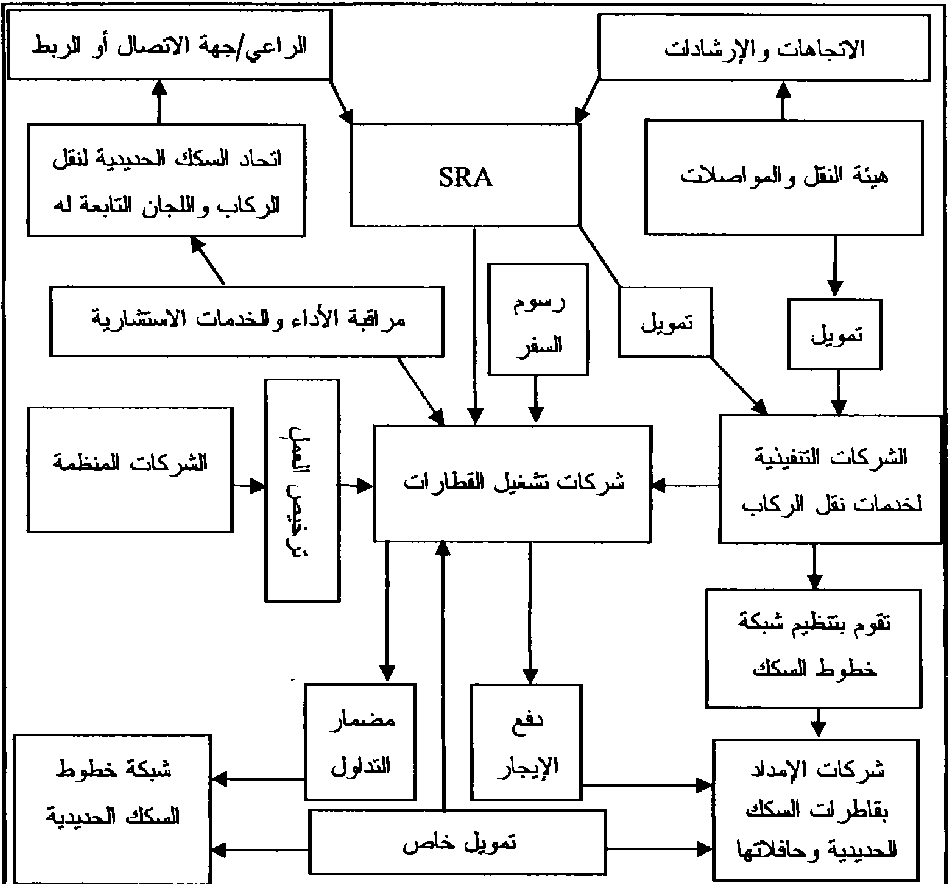 الراعي/جهة الاتصال أو الربط
الاتجاهات والإرشادات
اتحاد السكك الحديدية لنقل
الركاب واللجان التابعة له
SRA
هيئة النقل والمواصلات
مراقبة الأداء والخدمات الاستشارية
رسوم
السفر
تمويل
تمويل
الشركات المنظمة
ترخيص العمل
شركات تشغيل القطارات
الشركات التنفيذية
لخدمات نقل الركاب
تقوم بتنظيم شبكة
خطوط السكك
مضمار
التداول
دفع
الإيجار
شبكة خطوط
السكك الحديدية
تمويل خاص
شركات الإمداد
بقاطرات السكك
الحديدية وحافلاتها